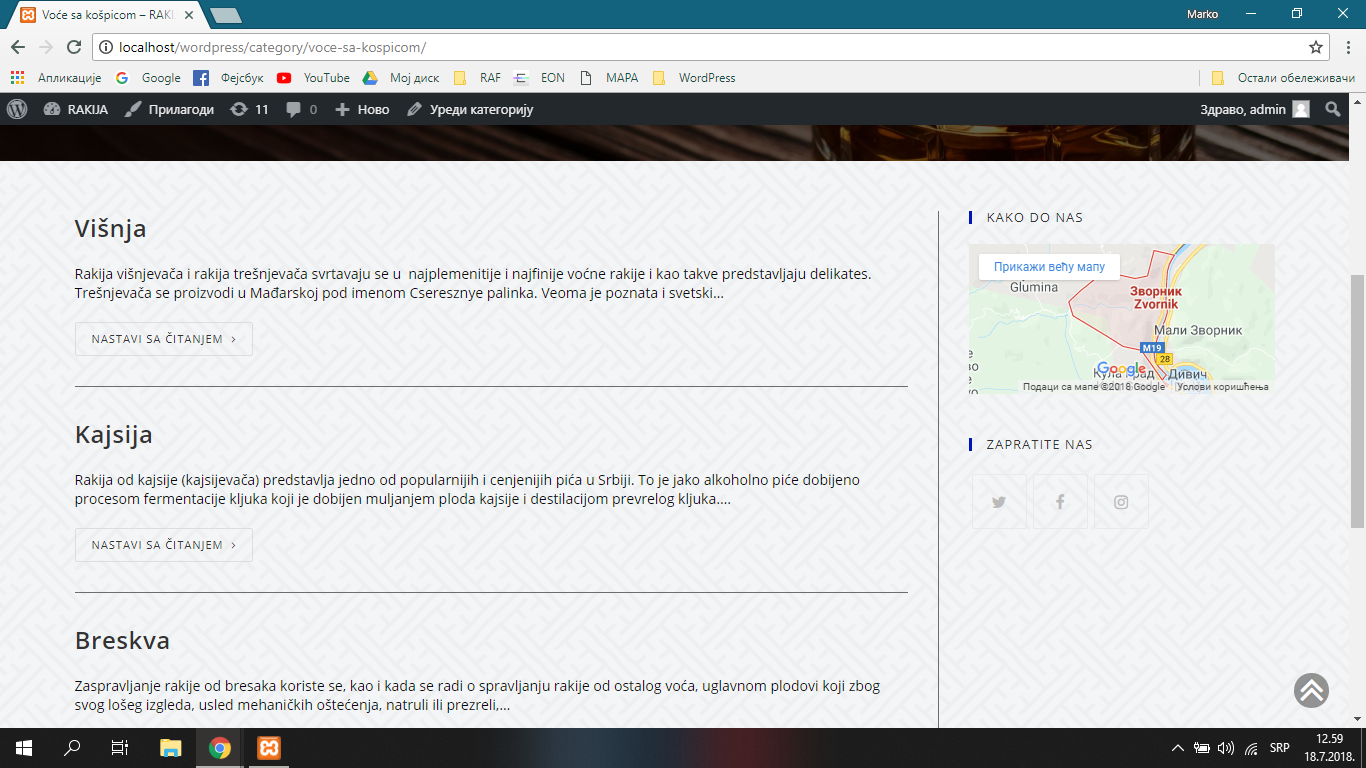 Voće sa košpicom – RAKI
Marko
localhost/wordpress/category/voce-sa-kospicom/
Апликације Google Фејсбук YouTube Мој диск RAF EON МАРА WordPress Остали обележивачи
RAKIJA Прилагоди 11 0 Ново Уреди категорију Здраво, admin
Višnja
Rakija višnjevača i rakija trešnjevača svrtavaju se u  najplemenitije i najfinije voćne rakije i kao takve predstavljaju delikates.
Trešnjevača se proizvodi u Mađarskoj pod imenom Cseresznye palinka. Veoma je poznata i svetski…
NASTAVI SA ČITANJEM
Kajsija
Rakija od kajsije (kajsijevača) predstavlja jedno od popularnijih i cenjenijih pića u Srbiji. To je jako alkoholno piće dobijeno
procesom fermentacije kljuka koji je dobijen muljanjem ploda kajsije i destilacijom prevrelog kljuka.…
NASTAVI SA ČITANJEM
Breskva
Zaspravljanje rakije od bresaka koriste se, kao i kada se radi o spravljanju rakije od ostalog voća, uglavnom plodovi koji zbog
svog lošeg izgleda, usled mehaničkih oštećenja, natruli ili prezreli,…
KAKO DO NAS
Прикажи већу мапу
Glumina
Зворник
Zvornik
Мали Зворник
M19
28
Google
Кула Град Дивич
Подаци са мапе ©2018 Google Услови коришћења
ZAPRATITE NAS
SRP
12.59
18.7.2018.